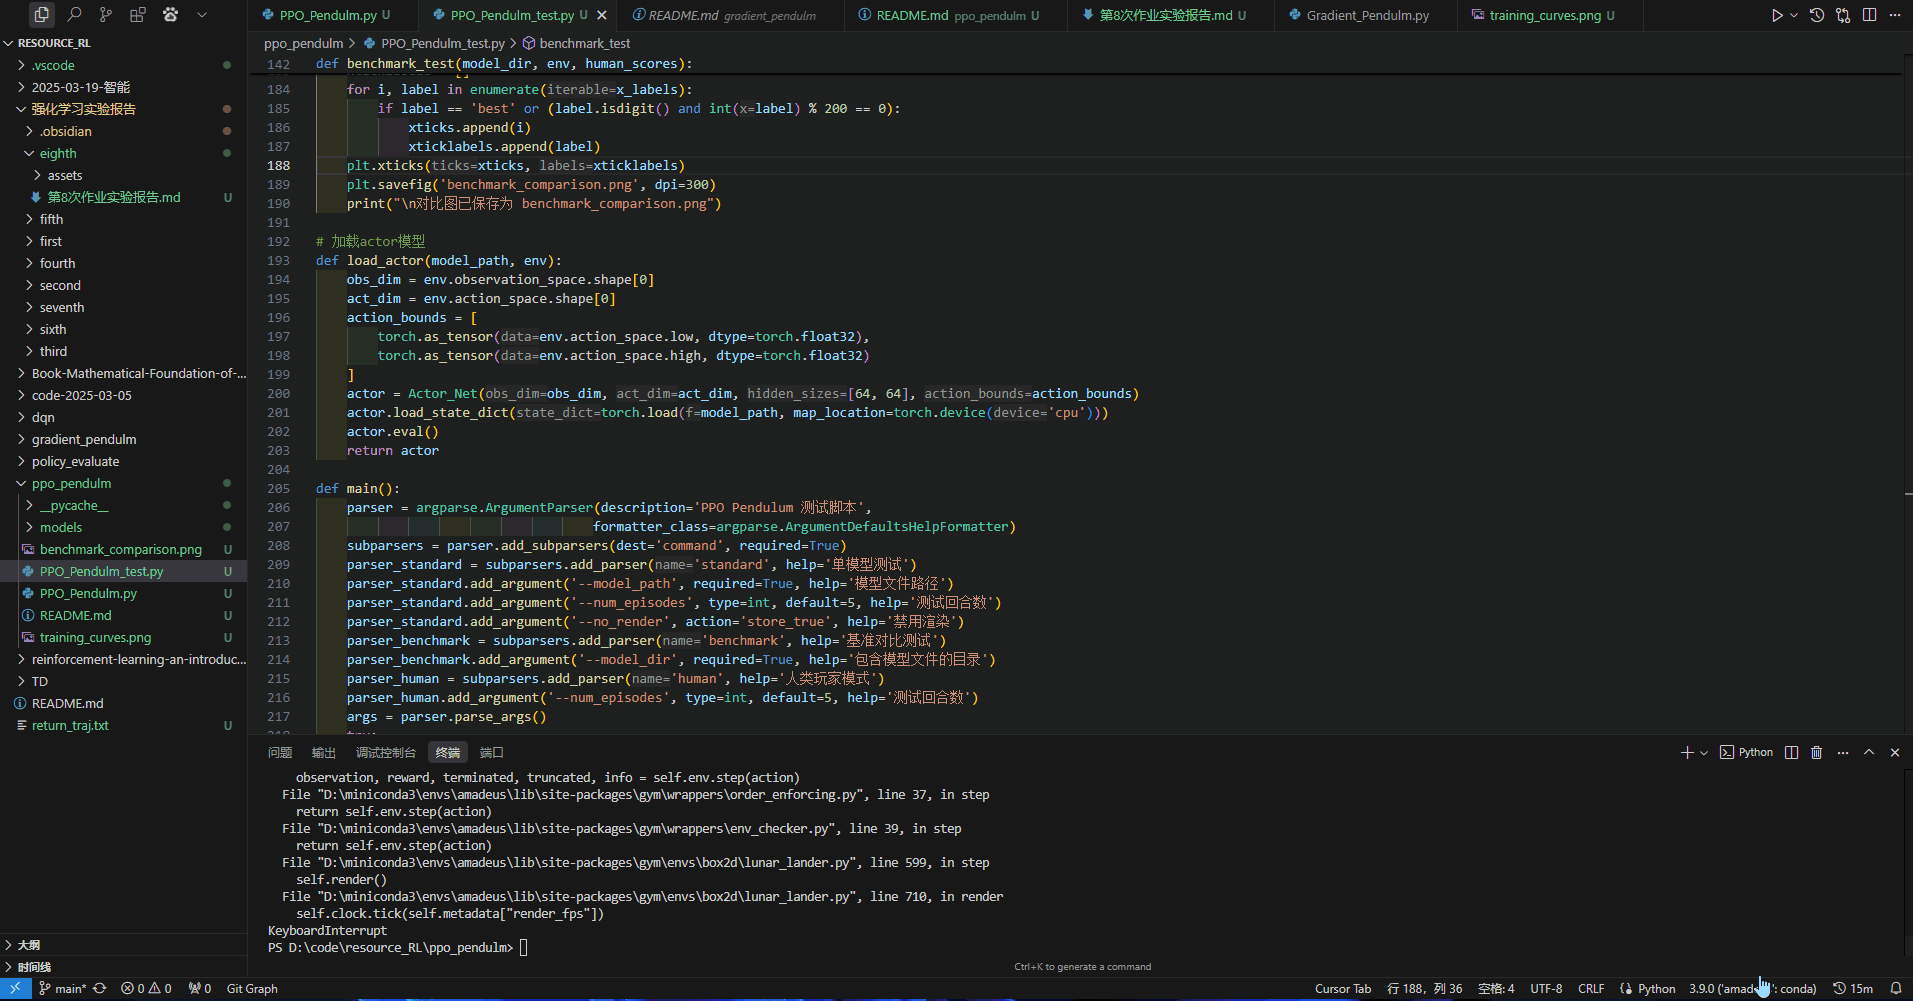 PPO_Pendulm.py U
PPO_Pendulm_test.py U
README.md gradient_pendulm
README.md ppo_pendulm U
第8次作业实验报告.md U
Gradient_Pendulm.py
training_curves.png U
RESOURCE_RL
.vscode
2025-03-19-智能
强化学习实验报告
.obsidian
eighth
assets
第8次作业实验报告.md U
fifth
first
fourth
second
seventh
sixth
third
Book-Mathematical-Foundation-of-...
code-2025-03-05
dqn
gradient_pendulm
policy_evaluate
ppo_pendulm
__pycache__
models
benchmark_comparison.png U
PPO_Pendulm_test.py U
PPO_Pendulm.py U
README.md U
training_curves.png U
reinforcement-learning-an-introduc...
TD
README.md
return_traj.txt U
大纲
时间线
ppo_pendulm > PPO_Pendulm_test.py > benchmark_test
142 def benchmark_test(model_dir, env, human_scores):
184 for i, label in enumerate(iterable=x_labels):
185 if label == 'best' or (label.isdigit() and int(x=label) % 200 == 0):
186 xticks.append(i)
187 xticklabels.append(label)
188 plt.xticks(ticks=xticks, labels=xticklabels)
189 plt.savefig('benchmark_comparison.png', dpi=300)
190 print("\n对比图已保存为 benchmark_comparison.png")
191
192 # 加载actor模型
193 def load_actor(model_path, env):
194 obs_dim = env.observation_space.shape[0]
195 act_dim = env.action_space.shape[0]
196 action_bounds = [
197 torch.as_tensor(data=env.action_space.low, dtype=torch.float32),
198 torch.as_tensor(data=env.action_space.high, dtype=torch.float32)
199 ]
200 actor = Actor_Net(obs_dim=obs_dim, act_dim=act_dim, hidden_sizes=[64, 64], action_bounds=action_bounds)
201 actor.load_state_dict(state_dict=torch.load(f=model_path, map_location=torch.device(device='cpu')))
202 actor.eval()
203 return actor
204
205 def main():
206 parser = argparse.ArgumentParser(description='PPO Pendulum 测试脚本',
207 formatter_class=argparse.ArgumentDefaultsHelpFormatter)
208 subparsers = parser.add_subparsers(dest='command', required=True)
209 parser_standard = subparsers.add_parser(name='standard', help='单模型测试')
210 parser_standard.add_argument('--model_path', required=True, help='模型文件路径')
211 parser_standard.add_argument('--num_episodes', type=int, default=5, help='测试回合数')
212 parser_standard.add_argument('--no_render', action='store_true', help='禁用渲染')
213 parser_benchmark = subparsers.add_parser(name='benchmark', help='基准对比测试')
214 parser_benchmark.add_argument('--model_dir', required=True, help='包含模型文件的目录')
215 parser_human = subparsers.add_parser(name='human', help='人类玩家模式')
216 parser_human.add_argument('--num_episodes', type=int, default=5, help='测试回合数')
217 args = parser.parse_args()
问题 输出 调试控制台 终端 端口
Python
observation, reward, terminated, truncated, info = self.env.step(action)
File "D:\miniconda3\envs\amadeus\lib\site-packages\gym\wrappers\order_enforcing.py", line 37, in step
return self.env.step(action)
File "D:\miniconda3\envs\amadeus\lib\site-packages\gym\wrappers\env_checker.py", line 39, in step
return self.env.step(action)
File "D:\miniconda3\envs\amadeus\lib\site-packages\gym\envs\box2d\lunar_lander.py", line 599, in step
self.render()
File "D:\miniconda3\envs\amadeus\lib\site-packages\gym\envs\box2d\lunar_lander.py", line 710, in render
self.clock.tick(self.metadata["render_fps"])
KeyboardInterrupt
PS D:\code\resource_RL\ppo_pendulm>
Ctrl+K to generate a command
main* 0 0 0 Git Graph
Cursor Tab 行 188，列 36 空格: 4 UTF-8 CRLF Python 3.9.0 ('amad : conda) 15m